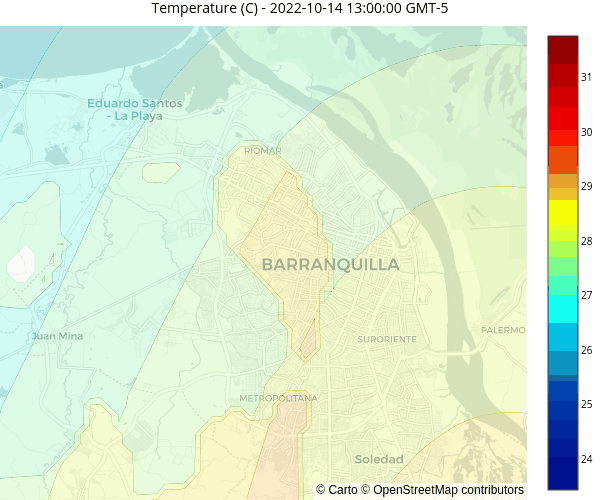 Temperature (C) - 2022-10-14 13:00:00 GMT-5
Eduardo Santos
- La Playa
RIOMAR
BARRANQUILLA
Juan Mina
SURORIENTE
PALERMO
METROPOLITANA
Soledad
© Carto © OpenStreetMap contributors
31
30
29
28
27
26
25
24